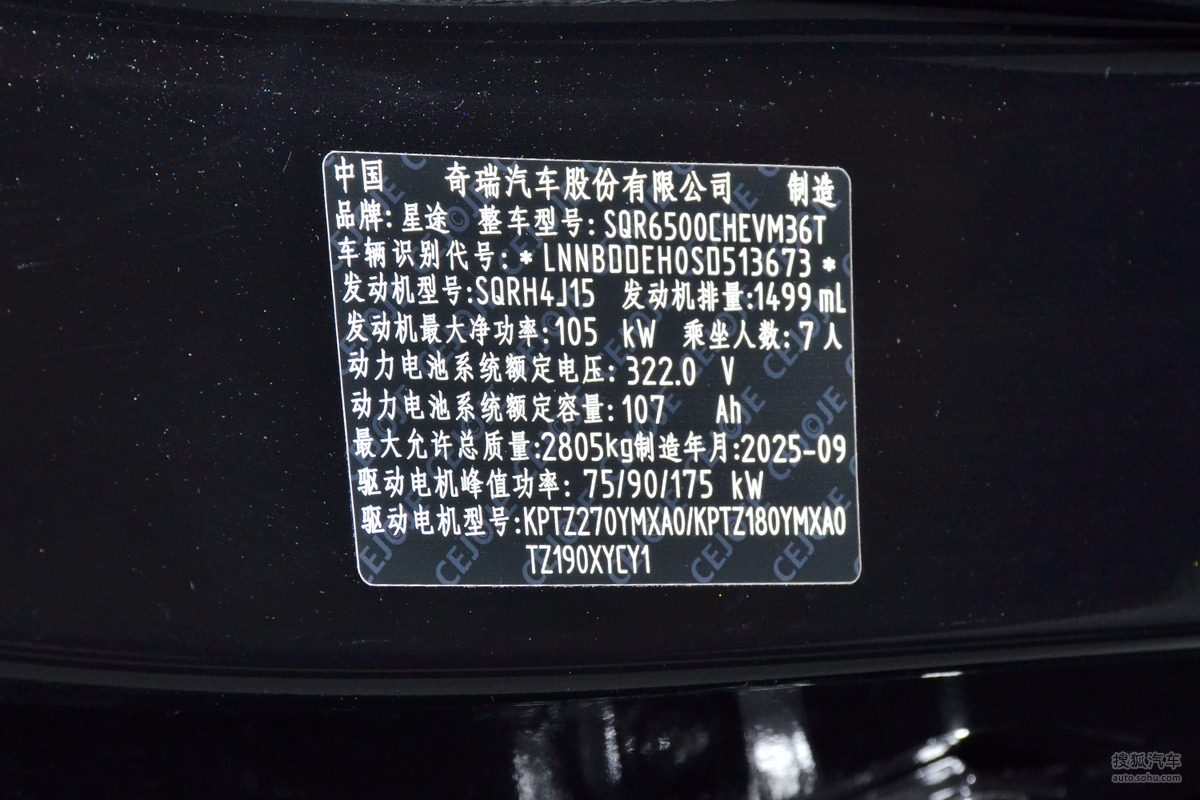 中国 奇瑞汽车股份有限公司 制造
品牌:星途 整车型号:SQR6500CHEVM36T
车辆识别代号:*LNNBDDEH0SD513673*
发动机型号:SQRH4J15 发动机排量:1499mL
发动机最大净功率:105 kW 乘坐人数:7人
动力电池系统额定电压:322.0 V
动力电池系统额定容量:107 Ah
最大允许总质量:2805kg制造年月:2025-09
驱动电机峰值功率: 75/90/175 kW
驱动电机型号:KPTZ270YMXA0/KPTZ180YMXA0
TZ190XYCY1
CEJOJE
搜狐汽车
auto.sohu.com